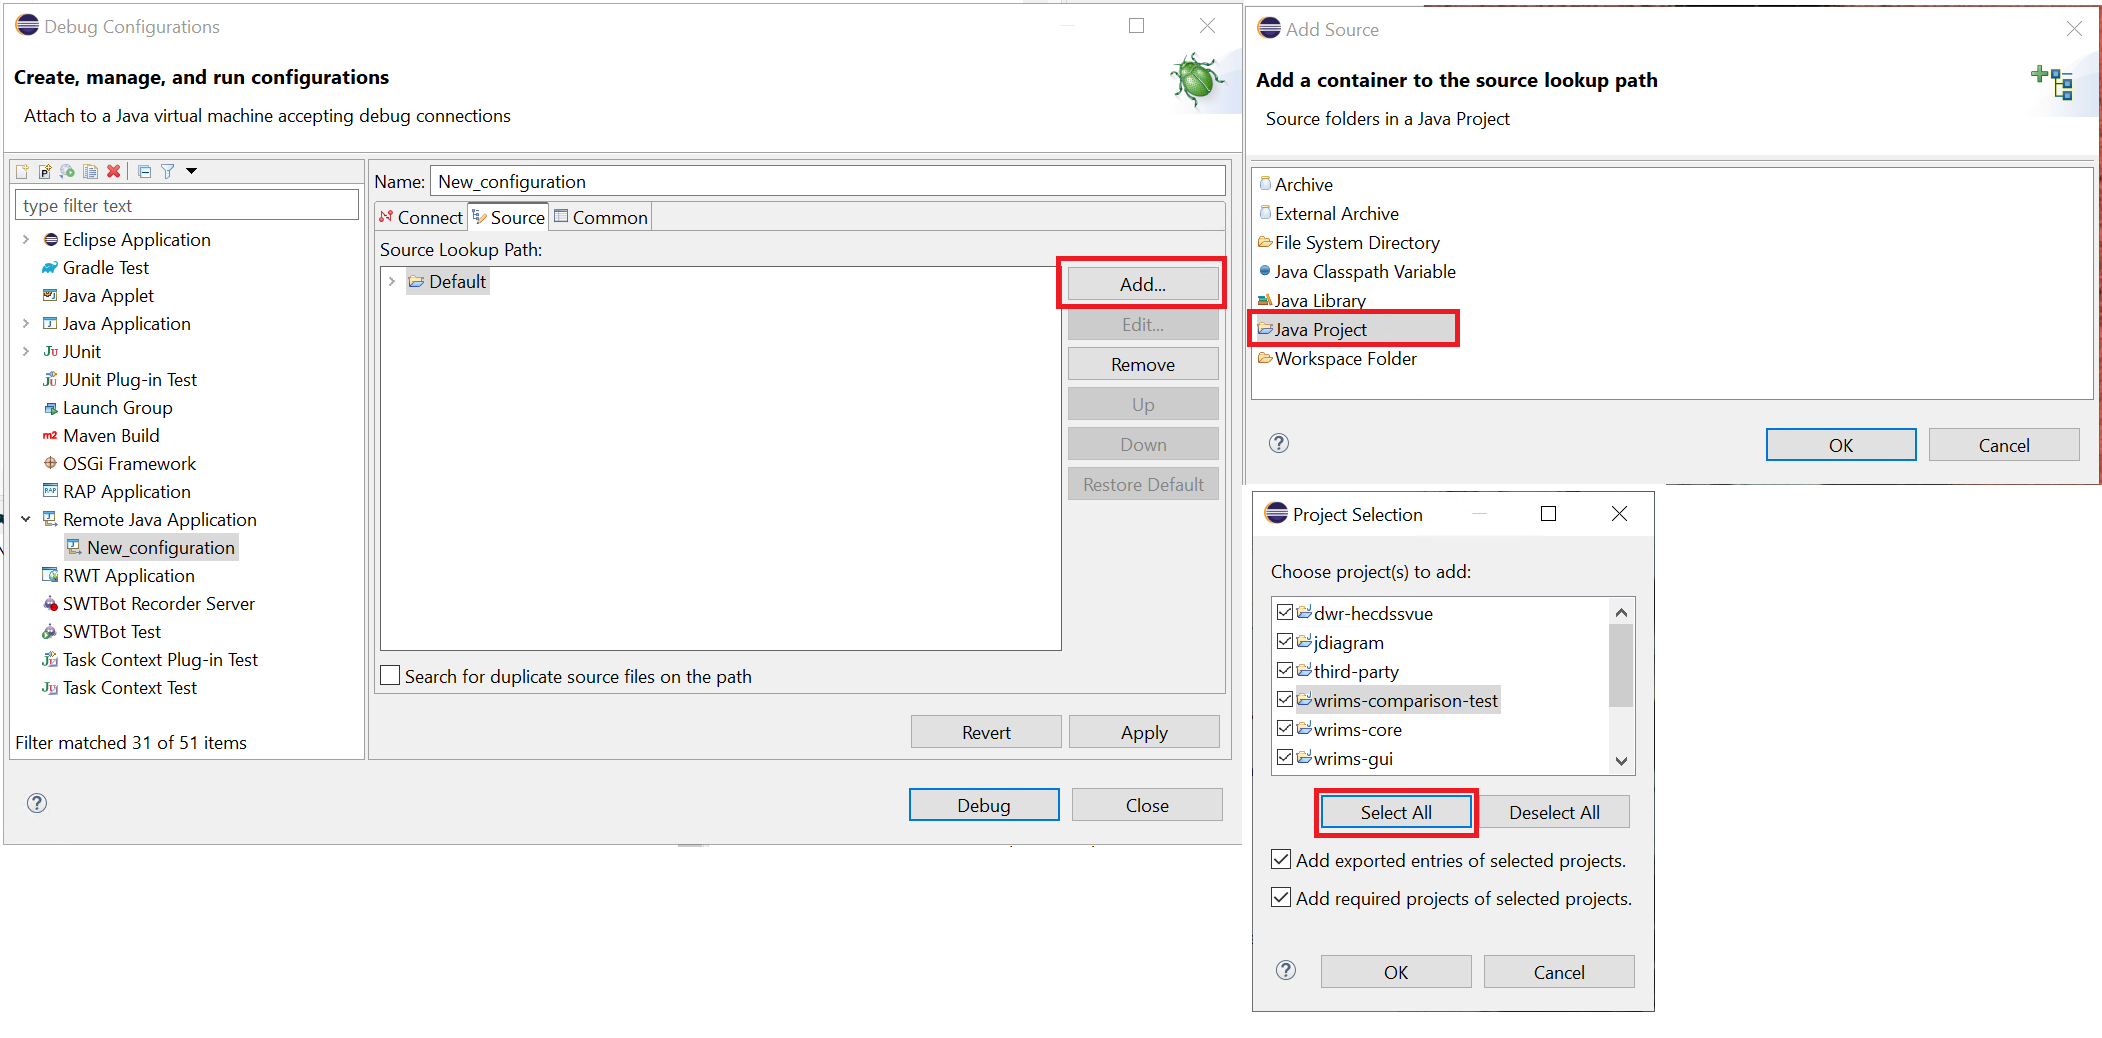 Debug Configurations
Create, manage, and run configurations
Attach to a Java virtual machine accepting debug connections
type filter text
Eclipse Application
Gradle Test
Java Applet
Java Application
JUnit
JUnit Plug-in Test
Launch Group
Maven Build
OSGi Framework
RAP Application
Remote Java Application
New_configuration
RWT Application
SWTBot Recorder Server
SWTBot Test
Task Context Plug-in Test
Task Context Test
Filter matched 31 of 51 items
Name: New_configuration
Connect Source Common
Source Lookup Path:
Default
Add...
Edit...
Remove
Up
Down
Restore Default
Search for duplicate source files on the path
Revert Apply
Debug Close
Add Source
Add a container to the source lookup path
Source folders in a Java Project
Archive
External Archive
File System Directory
Java Classpath Variable
Java Library
Java Project
Workspace Folder
OK Cancel
Project Selection
Choose project(s) to add:
dwr-hecdssvue
jdiagram
third-party
wrims-comparison-test
wrims-core
wrims-gui
Select All Deselect All
Add exported entries of selected projects.
Add required projects of selected projects.
OK Cancel